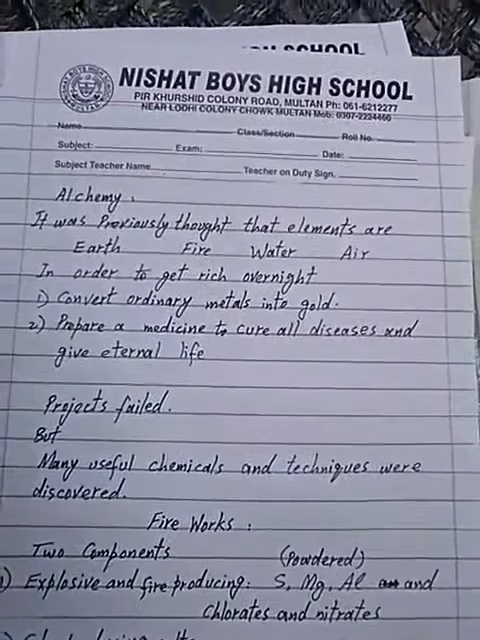 NISHAT BOYS HIGH SCHOOL
PIR KHURSHID COLONY ROAD, MULTAN Ph: 061-6212277
NEAR LODHI COLONY CHOWK MULTAN Mob: 0307-2224460
Name Class/Section Roll No.
Subject: Exam: Date:
Subject Teacher Name Teacher on Duty Sign.
Alchemy :
It was Previously thought that elements are
Earth Fire Water Air
In order to get rich overnight
1) Convert ordinary metals into gold.
2) Prepare a medicine to cure all diseases and
give eternal life
Projects failed.
But
Many useful chemicals and techniques were
discovered.
Fire Works :
Two Components (Powdered)
1) Explosive and fire producing: S, Mg, Al and
Chlorates and nitrates